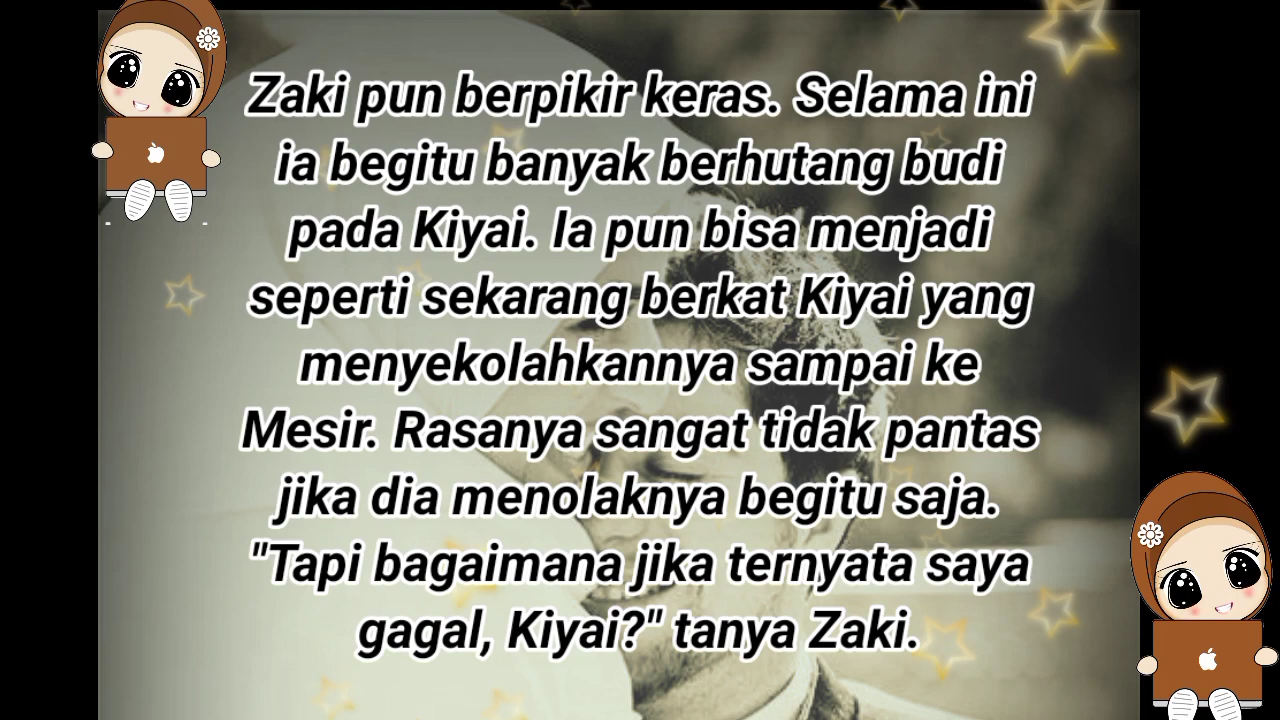 Zaki pun berpikir keras. Selama ini
ia begitu banyak berhutang budi
pada Kiyai. Ia pun bisa menjadi
seperti sekarang berkat Kiyai yang
menyekolahkannya sampai ke
Mesir. Rasanya sangat tidak pantas
jika dia menolaknya begitu saja.
"Tapi bagaimana jika ternyata saya
gagal, Kiyai?" tanya Zaki.